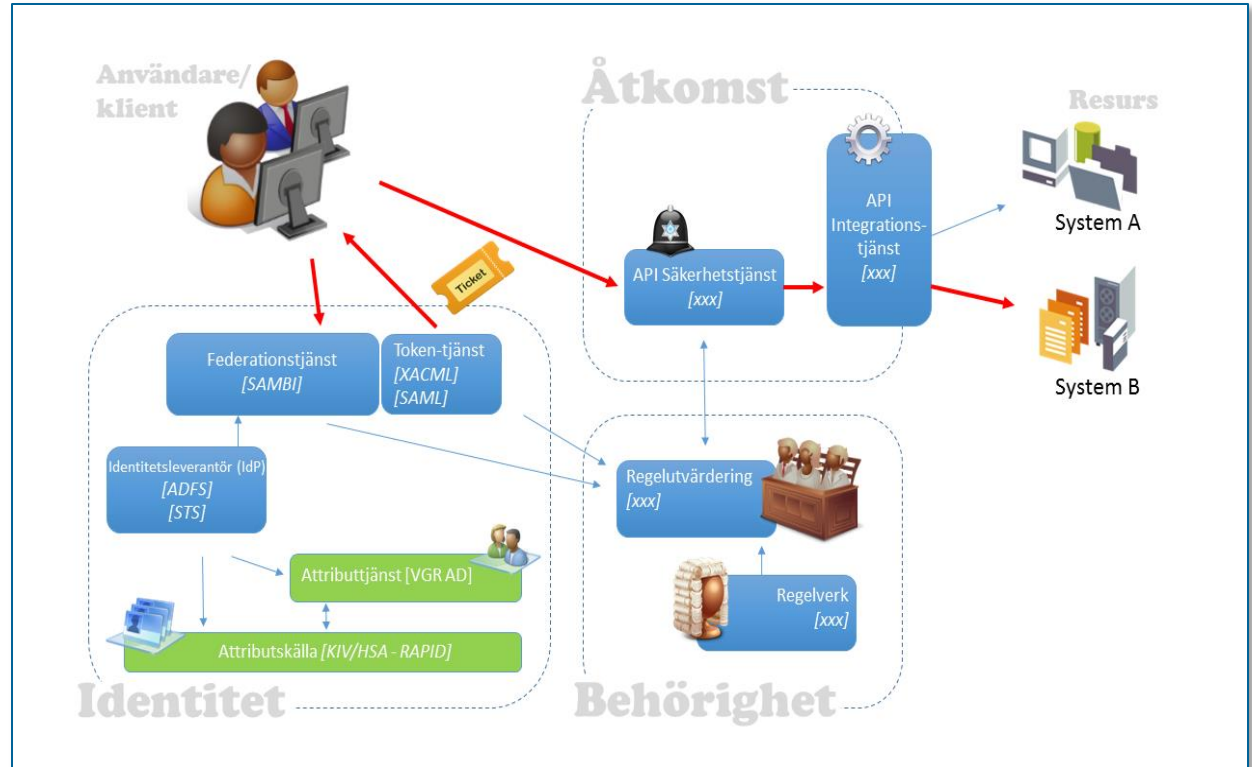 Användare/
klient
Åtkomst
Resurs
API
Integrations-
tjänst
[xxx]
System A
API Säkerhetstjänst
[xxx]
Ticket
System B
Federationstjänst
[SAMBI]
Token-tjänst
[XACML]
[SAML]
Identitetsleverantör (IdP)
[ADFS]
[STS]
Regelutvärdering
[xxx]
Attributtjänst [VGR AD]
Regelverk
[xxx]
Attributskälla [KIV/HSA - RAPID]
Identitet
Behörighet